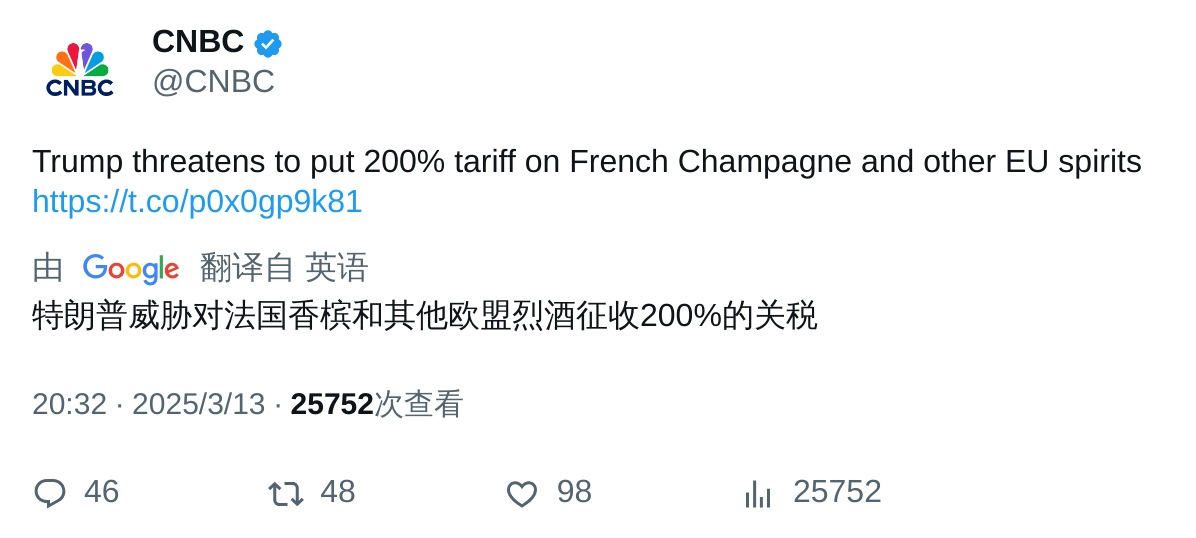 CNBC
CNBC
@CNBC
Trump threatens to put 200% tariff on French Champagne and other EU spirits
https://t.co/p0x0gp9k81
由 Google 翻译自 英语
特朗普威胁对法国香槟和其他欧盟烈酒征收200%的关税
20:32 · 2025/3/13 · 25752次查看
46 48 98 25752